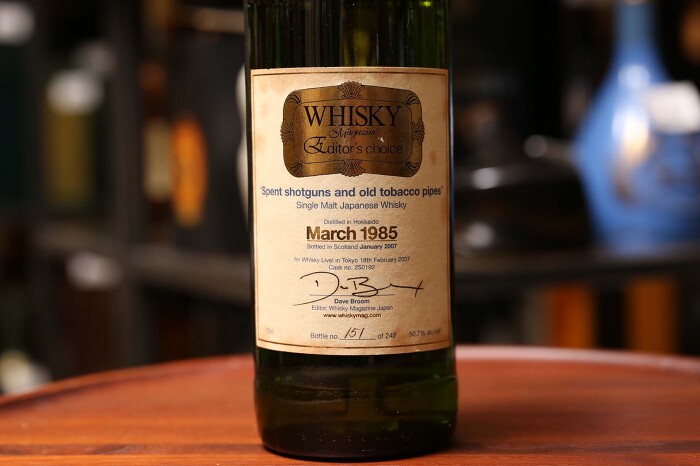 WHISKY
Magazine
Editor's choice
'Spent shotguns and old tobacco pipes'
Single Malt Japanese Whisky
Distilled in Hokkaido
March 1985
Bottled in Scotland January 2007
for Whisky Live! in Tokyo 18th February 2007
Cask no. 250192
Dave Broom
Editor, Whisky Magazine Japan
www.whiskymag.com
Bottle no. 151 of 242 50.7%